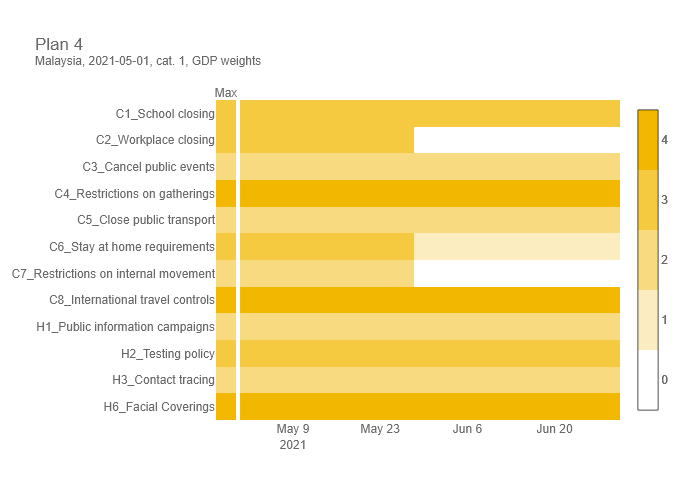 Plan 4
Malaysia, 2021-05-01, cat. 1, GDP weights
Max
C1_School closing
C2_Workplace closing
C3_Cancel public events
C4_Restrictions on gatherings
C5_Close public transport
C6_Stay at home requirements
C7_Restrictions on internal movement
C8_International travel controls
H1_Public information campaigns
H2_Testing policy
H3_Contact tracing
H6_Facial Coverings
May 9 May 23 Jun 6 Jun 20
2021
4
3
2
1
0